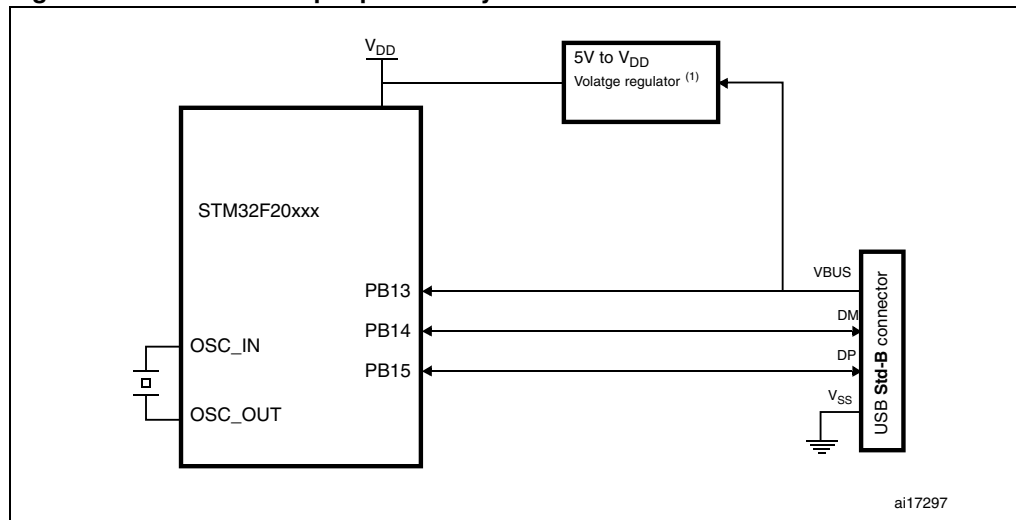 V_DD
5V to V_DD
Volatge regulator (1)
STM32F20xxx
VBUS
PB13
DM
PB14
OSC_IN
DP
PB15
V_SS
OSC_OUT
USB Std-B connector
ai17297